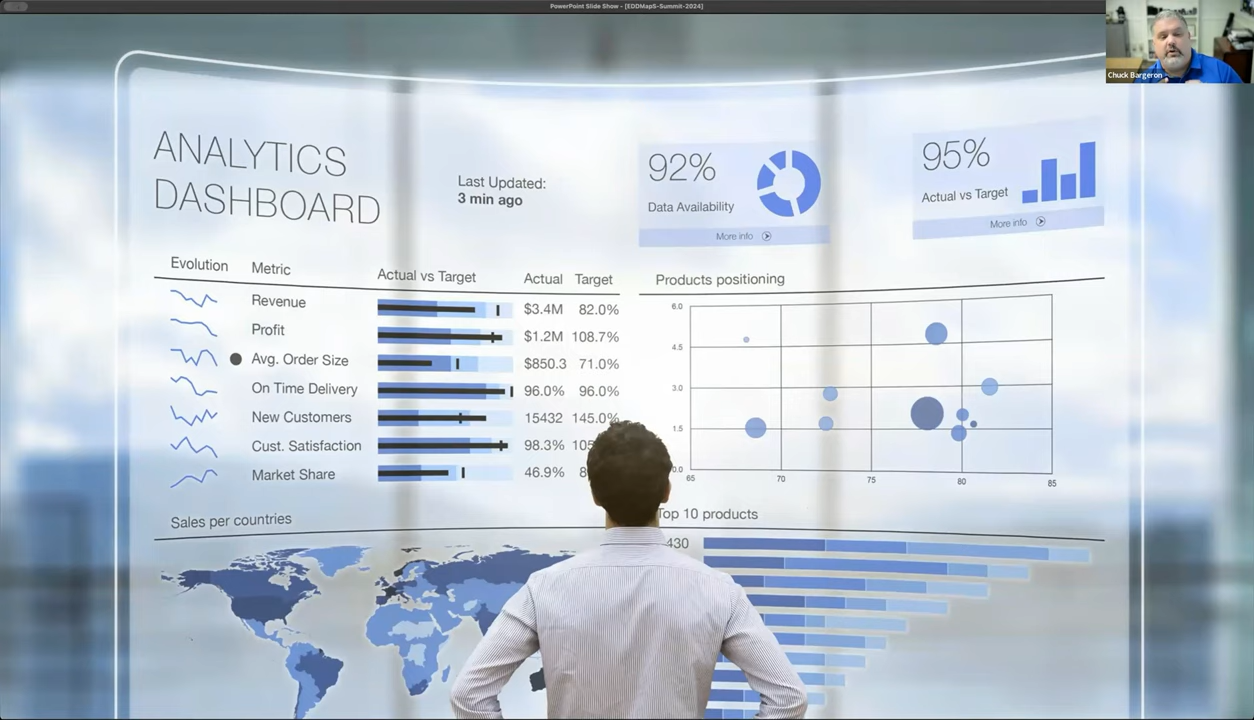 PowerPoint Slide Show - [EDDMapS-Summit-2024]
Chuck Bargeron
ANALYTICS
DASHBOARD
Last Updated:
3 min ago
92%
Data Availability
More info
95%
Actual vs Target
More info
Evolution Metric Actual vs Target Actual Target
Revenue $3.4M 82.0%
Profit $1.2M 108.7%
Avg. Order Size $850.3 71.0%
On Time Delivery 96.0% 96.0%
New Customers 15432 145.0%
Cust. Satisfaction 98.3%
Market Share 46.9%
Products positioning
6.0
4.5
3.0
1.5
0.0
65 70 75 80 85
Sales per countries
Top 10 products
430